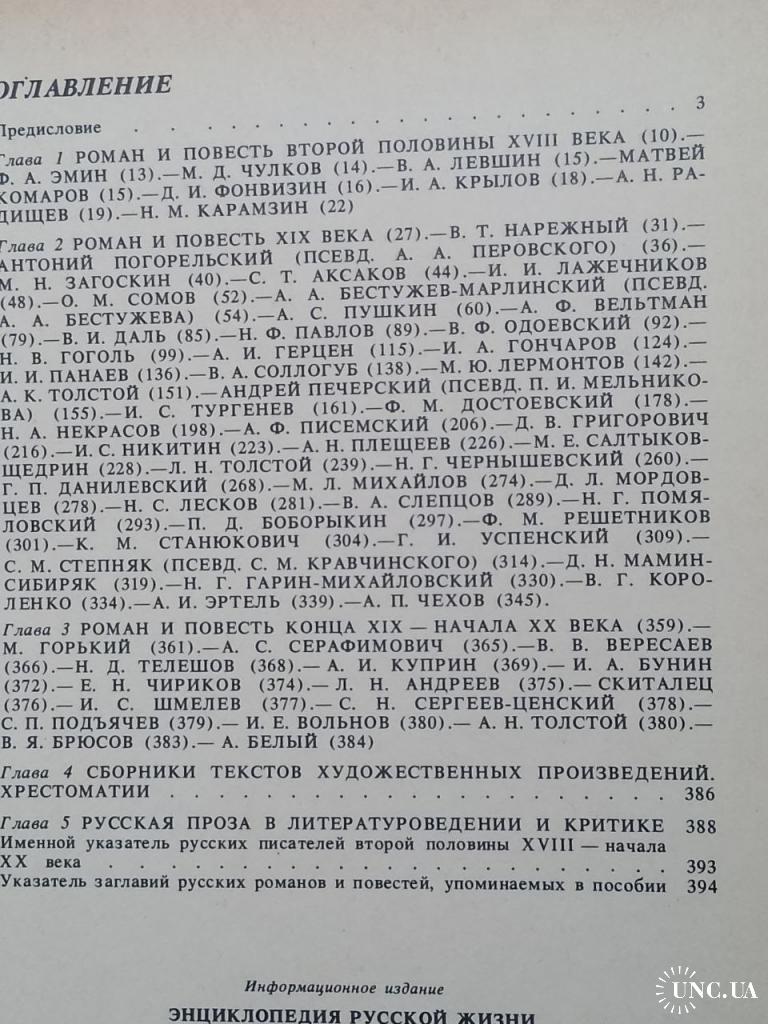 ОГЛАВЛЕНИЕ
Предисловие . . . . . . . . . . . . . . . . 3
Глава 1 РОМАН И ПОВЕСТЬ ВТОРОЙ ПОЛОВИНЫ XVIII ВЕКА (10).—
Ф. А. ЭМИН (13).— М. Д. ЧУЛКОВ (14).— В. А. ЛЕВШИН (15).— МАТВЕЙ
КОМАРОВ (15).— Д. И. ФОНВИЗИН (16).— И. А. КРЫЛОВ (18).— А. Н. РА-
ДИЩЕВ (19).— Н. М. КАРАМЗИН (22)
Глава 2 РОМАН И ПОВЕСТЬ XIX ВЕКА (27).— В. Т. НАРЕЖНЫЙ (31).—
АНТОНИЙ ПОГОРЕЛЬСКИЙ (ПСЕВД. А. А. ПЕРОВСКОГО) (36).—
М. Н. ЗАГОСКИН (40).— С. Т. АКСАКОВ (44).— И. И. ЛАЖЕЧНИКОВ
(48).— О. М. СОМОВ (52).— А. А. БЕСТУЖЕВ-МАРЛИНСКИЙ (ПСЕВД.
А. А. БЕСТУЖЕВА) (54).— А. С. ПУШКИН (60).— А. Ф. ВЕЛЬТМАН
(79).— В. И. ДАЛЬ (85).— Н. Ф. ПАВЛОВ (89).— В. Ф. ОДОЕВСКИЙ (92).—
Н. В. ГОГОЛЬ (99).— А. И. ГЕРЦЕН (115).— И. А. ГОНЧАРОВ (124).—
И. И. ПАНАЕВ (136).— В. А. СОЛЛОГУБ (138).— М. Ю. ЛЕРМОНТОВ (142).—
А. К. ТОЛСТОЙ (151).— АНДРЕЙ ПЕЧЕРСКИЙ (ПСЕВД. П. И. МЕЛЬНИКО-
ВА) (155).— И. С. ТУРГЕНЕВ (161).— Ф. М. ДОСТОЕВСКИЙ (178).—
Н. А. НЕКРАСОВ (198).— А. Ф. ПИСЕМСКИЙ (206).— Д. В. ГРИГОРОВИЧ
(216).— И. С. НИКИТИН (223).— А. Н. ПЛЕЩЕЕВ (226).— М. Е. САЛТЫКОВ-
ЩЕДРИН (228).— Л. Н. ТОЛСТОЙ (239).— Н. Г. ЧЕРНЫШЕВСКИЙ (260).—
Г. П. ДАНИЛЕВСКИЙ (268).— М. Л. МИХАЙЛОВ (274).— Д. Л. МОРДОВ-
ЦЕВ (278).— Н. С. ЛЕСКОВ (281).— В. А. СЛЕПЦОВ (289).— Н. Г. ПОМЯ-
ЛОВСКИЙ (293).— П. Д. БОБОРЫКИН (297).— Ф. М. РЕШЕТНИКОВ
(301).— К. М. СТАНЮКОВИЧ (304).— Г. И. УСПЕНСКИЙ (309).—
С. М. СТЕПНЯК (ПСЕВД. С. М. КРАВЧИНСКОГО) (314).— Д. Н. МАМИН-
СИБИРЯК (319).— Н. Г. ГАРИН-МИХАЙЛОВСКИЙ (330).— В. Г. КОРО-
ЛЕНКО (334).— А. И. ЭРТЕЛЬ (339).— А. П. ЧЕХОВ (345).
Глава 3 РОМАН И ПОВЕСТЬ КОНЦА XIX — НАЧАЛА XX ВЕКА (359).—
М. ГОРЬКИЙ (361).— А. С. СЕРАФИМОВИЧ (365).— В. В. ВЕРЕСАЕВ
(366).— Н. Д. ТЕЛЕШОВ (368).— А. И. КУПРИН (369).— И. А. БУНИН
(372).— Е. Н. ЧИРИКОВ (374).— Л. Н. АНДРЕЕВ (375).— СКИТАЛЕЦ
(376).— И. С. ШМЕЛЕВ (377).— С. Н. СЕРГЕЕВ-ЦЕНСКИЙ (378).—
С. П. ПОДЪЯЧЕВ (379).— И. Е. ВОЛЬНОВ (380).— А. Н. ТОЛСТОЙ (380).—
В. Я. БРЮСОВ (383).— А. БЕЛЫЙ (384)
Глава 4 СБОРНИКИ ТЕКСТОВ ХУДОЖЕСТВЕННЫХ ПРОИЗВЕДЕНИЙ.
ХРЕСТОМАТИИ . . . . . . . . . . . . . . . . 386
Глава 5 РУССКАЯ ПРОЗА В ЛИТЕРАТУРОВЕДЕНИИ И КРИТИКЕ 388
Именной указатель русских писателей второй половины XVIII — начала
XX века . . . . . . . . . . . . . . . . 393
Указатель заглавий русских романов и повестей, упоминаемых в пособии 394
Информационное издание
ЭНЦИКЛОПЕДИЯ РУССКОЙ ЖИЗНИ
UNC.UA